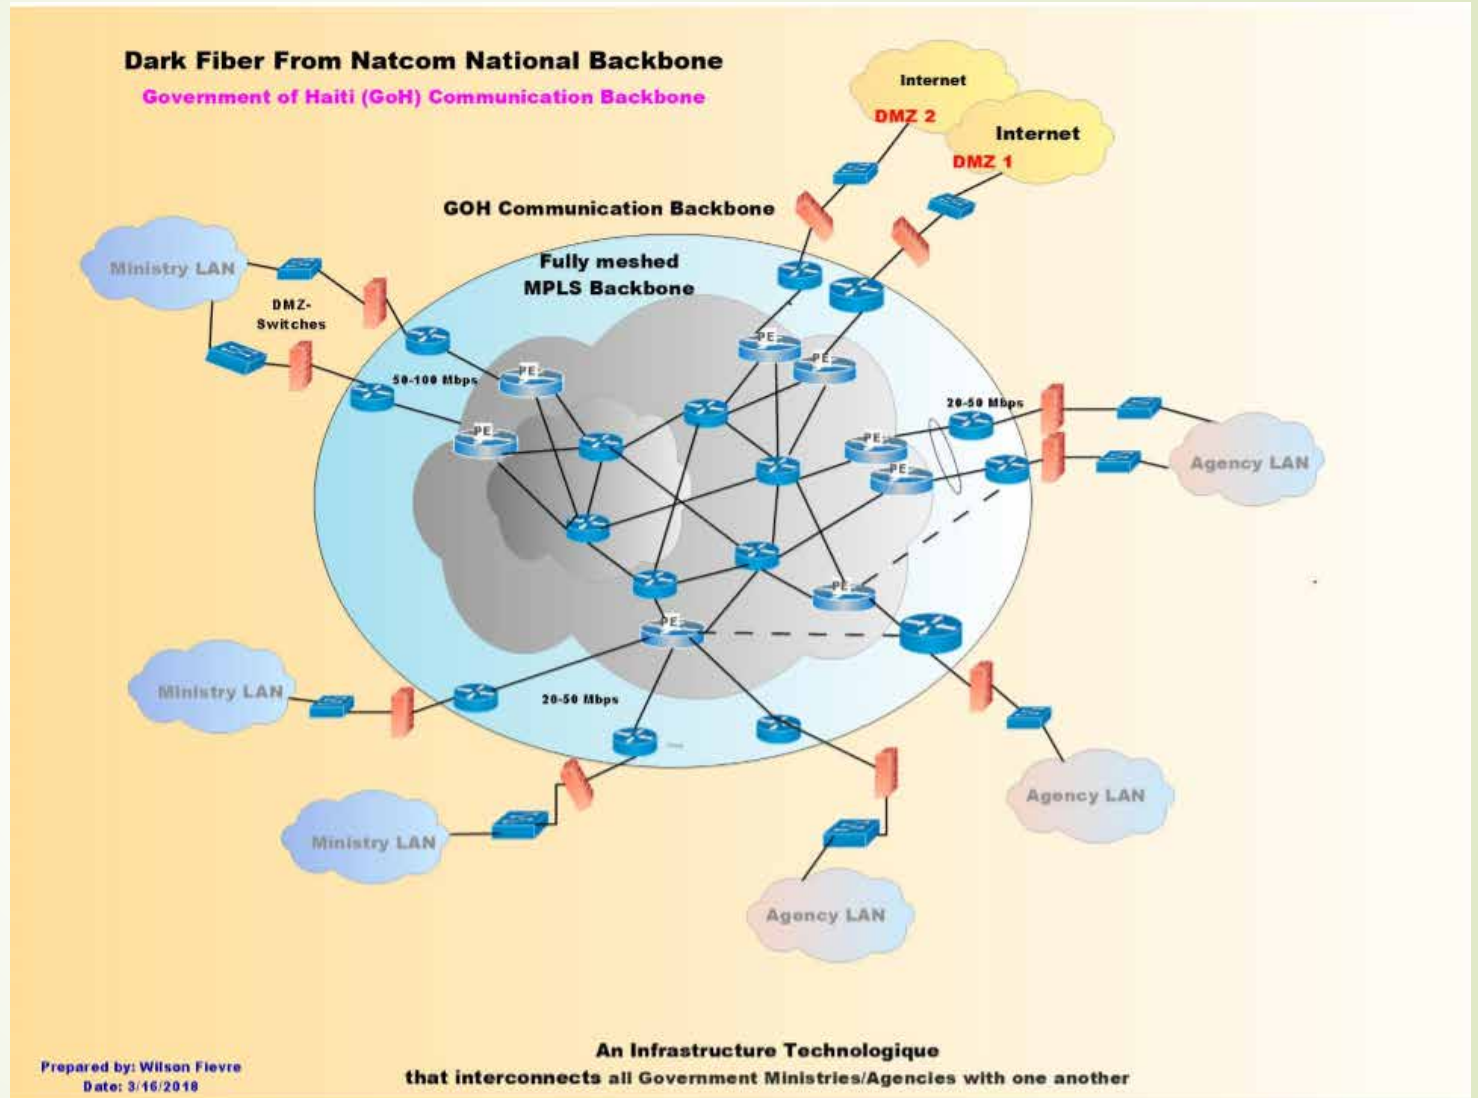 Dark Fiber From Natcom National Backbone
Government of Haiti (GoH) Communication Backbone
Internet
DMZ 2
Internet
DMZ 1
GOH Communication Backbone
Fully meshed
MPLS Backbone
Ministry LAN
DMZ-
Switches
50-100 Mbps
PE
PE
PE
PE
20-50 Mbps
PE
PE
Agency LAN
PE
PE
Ministry LAN
20-50 Mbps
Agency LAN
Ministry LAN
Agency LAN
An Infrastructure Technologique
that interconnects all Government Ministries/Agencies with one another
Prepared by: Wilson Fievre
Date: 3/16/2018